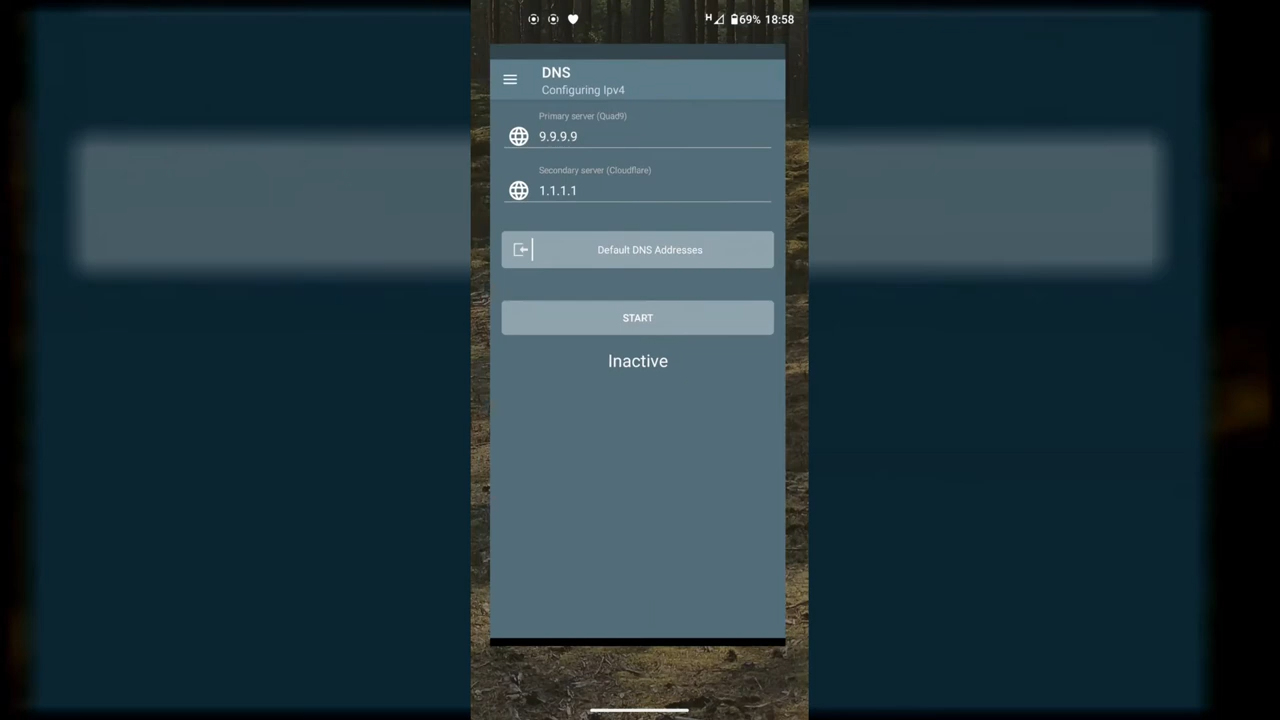 H 69% 18:58
DNS
Configuring Ipv4
Primary server (Quad9)
9.9.9.9
Secondary server (Cloudflare)
1.1.1.1
Default DNS Addresses
START
Inactive